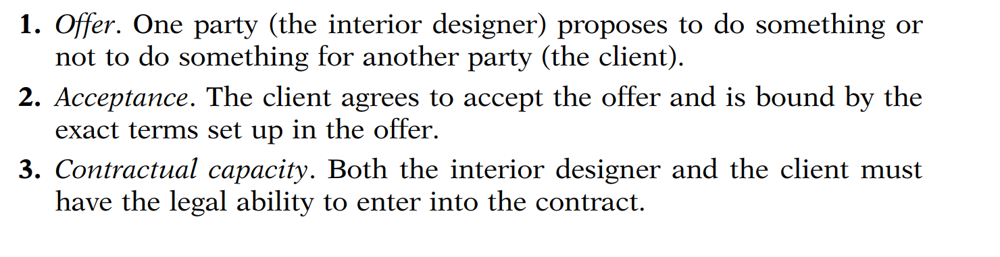 1. Offer. One party (the interior designer) proposes to do something or
not to do something for another party (the client).
2. Acceptance. The client agrees to accept the offer and is bound by the
exact terms set up in the offer.
3. Contractual capacity. Both the interior designer and the client must
have the legal ability to enter into the contract.